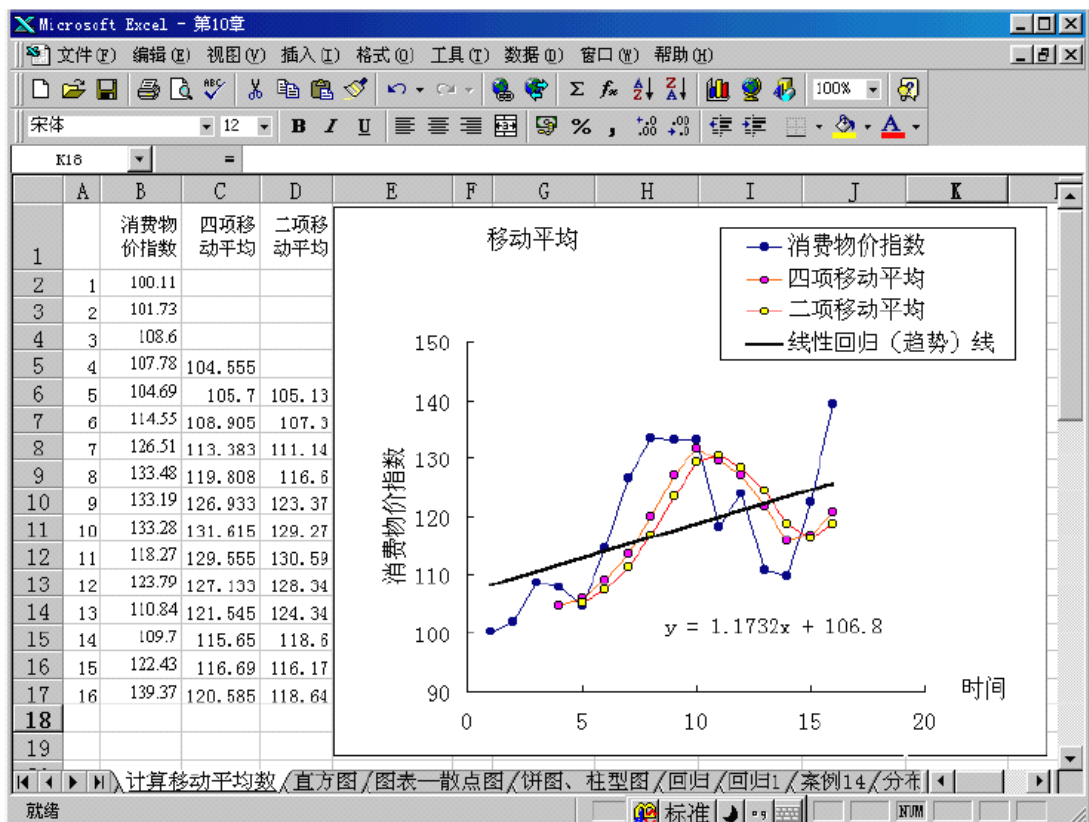 Microsoft Excel - 第10章
文件(F) 编辑(E) 视图(V) 插入(I) 格式(O) 工具(T) 数据(D) 窗口(W) 帮助(H)
ABC Σ f* A Z Z A 100% ?
宋体 12 B I U % , +.0 .00 .00 +.0 A
K18 =
A B C D E F G H I J K
1 消费物价指数 四项移动平均 二项移动平均
2 1 100.11
3 2 101.73
4 3 108.6
5 4 107.78 104.555
6 5 104.69 105.7 105.13
7 6 114.55 108.905 107.3
8 7 126.51 113.383 111.14
9 8 133.48 119.808 116.6
10 9 133.19 126.933 123.37
11 10 133.28 131.615 129.27
12 11 118.27 129.555 130.59
13 12 123.79 127.133 128.34
14 13 110.84 121.545 124.34
15 14 109.7 115.65 118.6
16 15 122.43 116.69 116.17
17 16 139.37 120.585 118.64
18
19
移动平均
消费物价指数
四项移动平均
二项移动平均
线性回归（趋势）线
150
140
130
120
110
100
90
消费物价指数
y = 1.1732x + 106.8
时间
0 5 10 15 20
计算移动平均数 直方图 图表—散点图 饼图、柱型图 回归 回归1 案例14 分布
就绪 标准 NUM